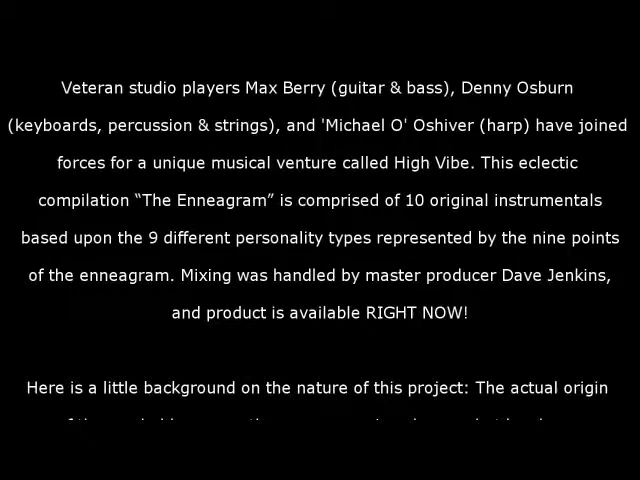 Veteran studio players Max Berry (guitar & bass), Denny Osburn
(keyboards, percussion & strings), and 'Michael O' Oshiver (harp) have joined
forces for a unique musical venture called High Vibe. This eclectic
compilation “The Enneagram” is comprised of 10 original instrumentals
based upon the 9 different personality types represented by the nine points
of the enneagram. Mixing was handled by master producer Dave Jenkins,
and product is available RIGHT NOW!
Here is a little background on the nature of this project: The actual origin